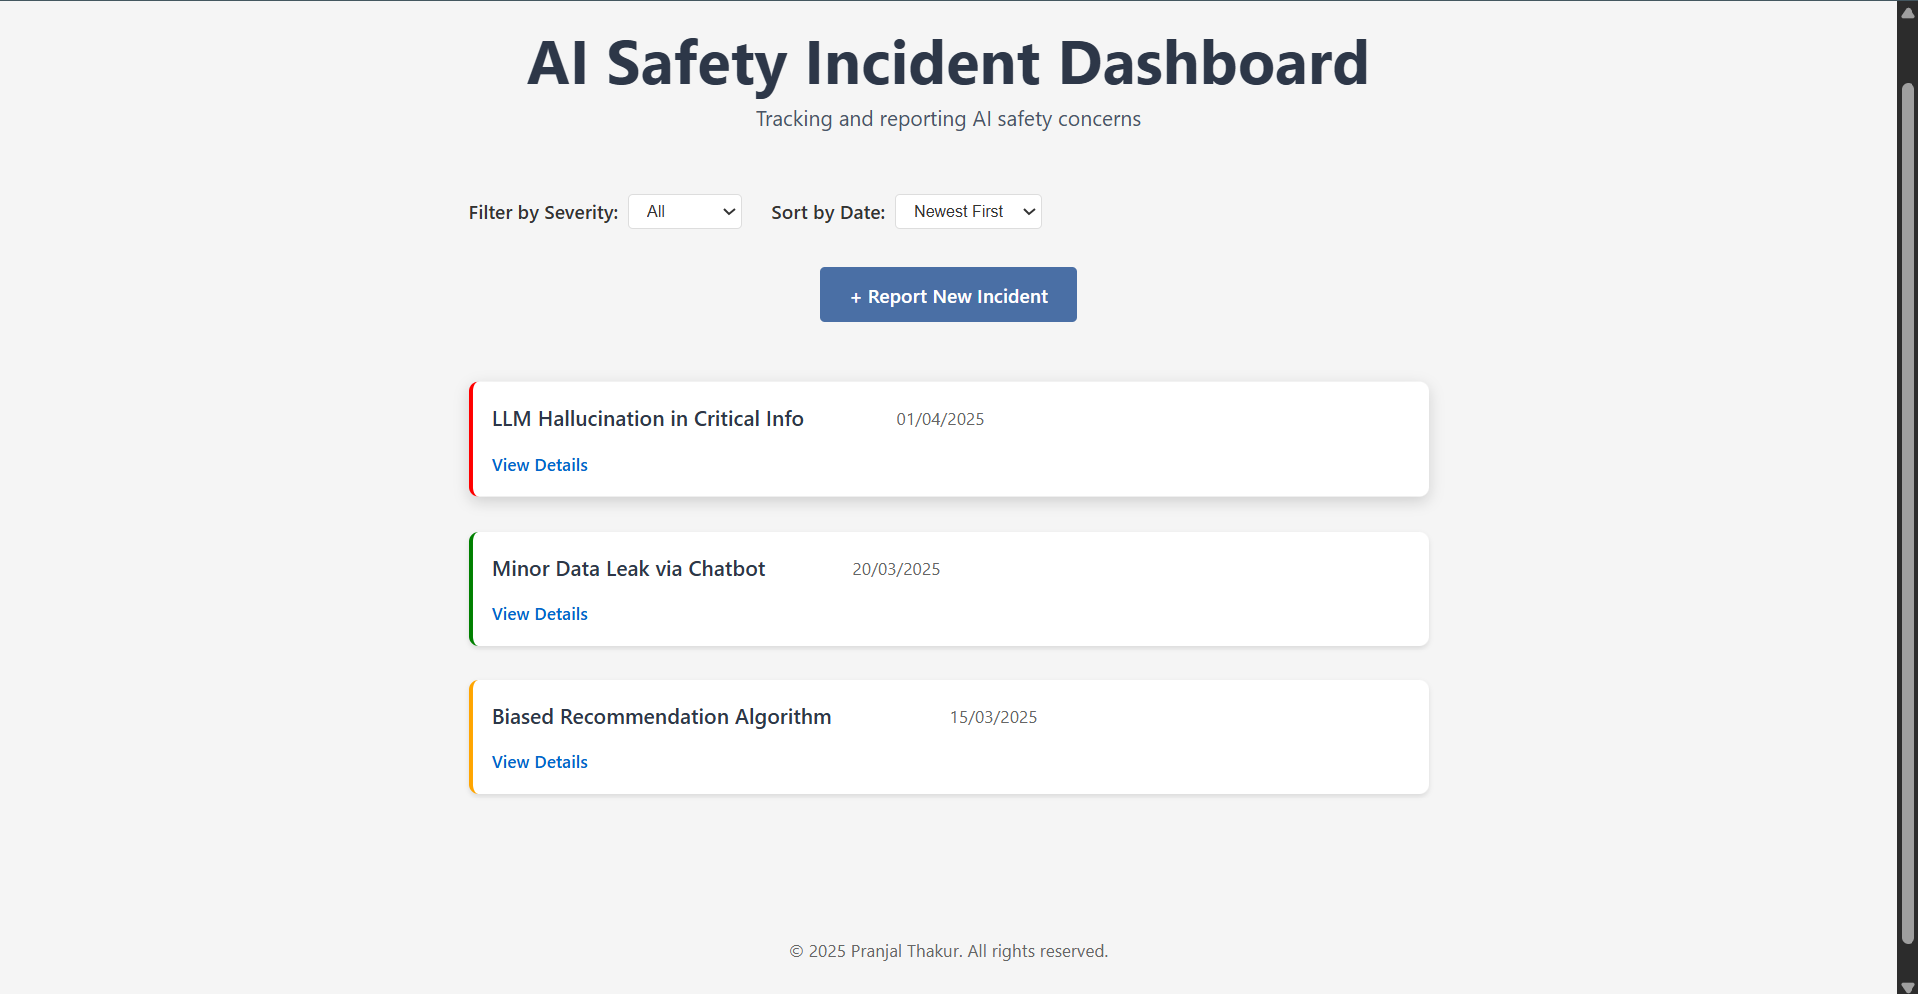 AI Safety Incident Dashboard
Tracking and reporting AI safety concerns
Filter by Severity: All Sort by Date: Newest First
+ Report New Incident
LLM Hallucination in Critical Info 01/04/2025
View Details
Minor Data Leak via Chatbot 20/03/2025
View Details
Biased Recommendation Algorithm 15/03/2025
View Details
© 2025 Pranjal Thakur. All rights reserved.